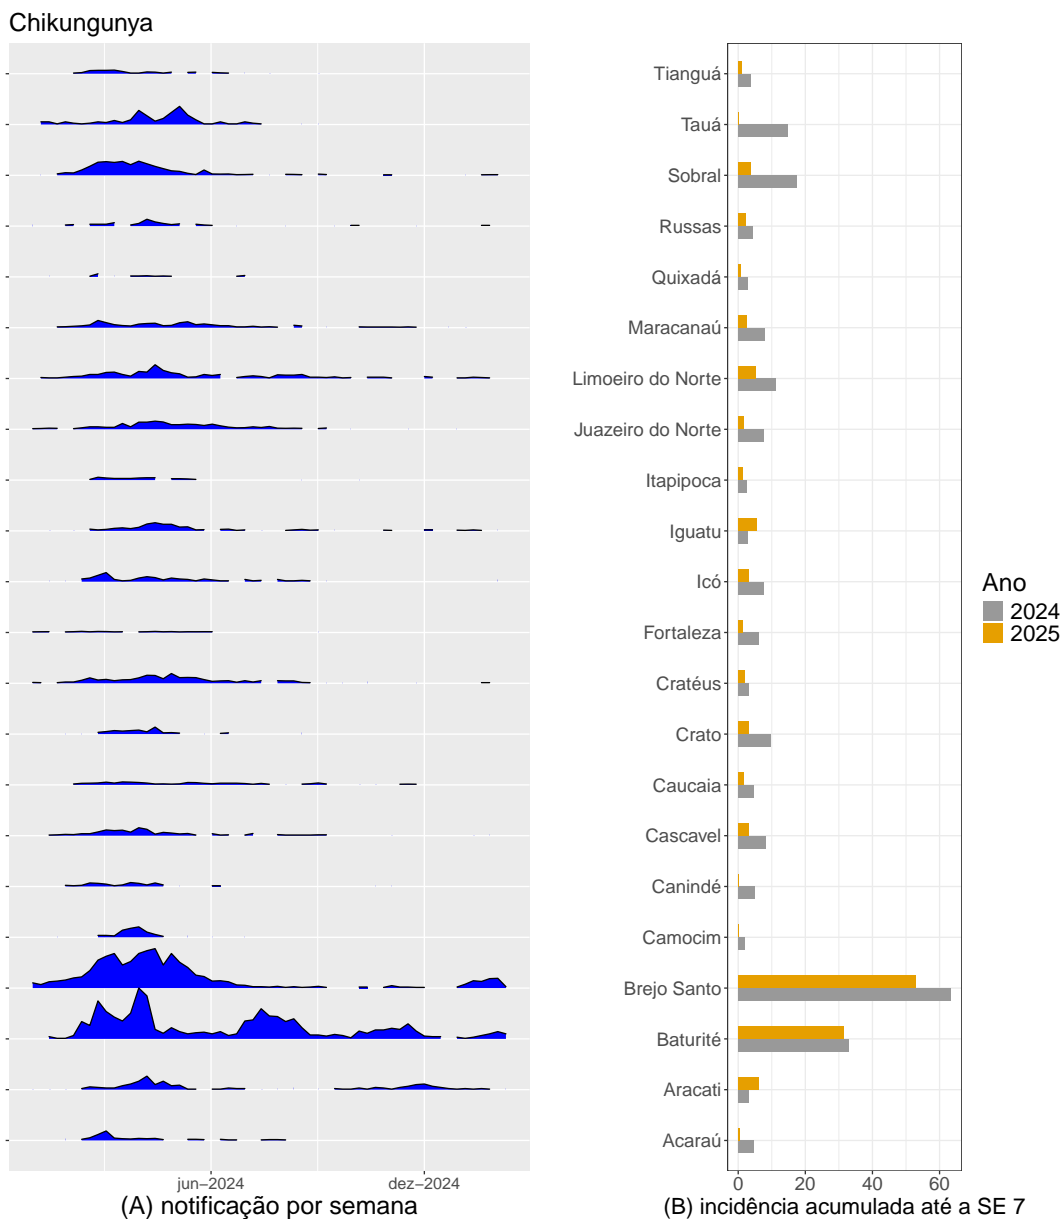 Chikungunya
Tianguá
Tauá
Sobral
Russas
Quixadá
Maracanaú
Limoeiro do Norte
Juazeiro do Norte
Itapipoca
Iguatu
Icó
Fortaleza
Cratéus
Crato
Caucaia
Cascavel
Canindé
Camocim
Brejo Santo
Baturité
Aracati
Acaraú
Ano
2024
2025
jun−2024 dez−2024
(A) notificação por semana
0 20 40 60
(B) incidência acumulada até a SE 7